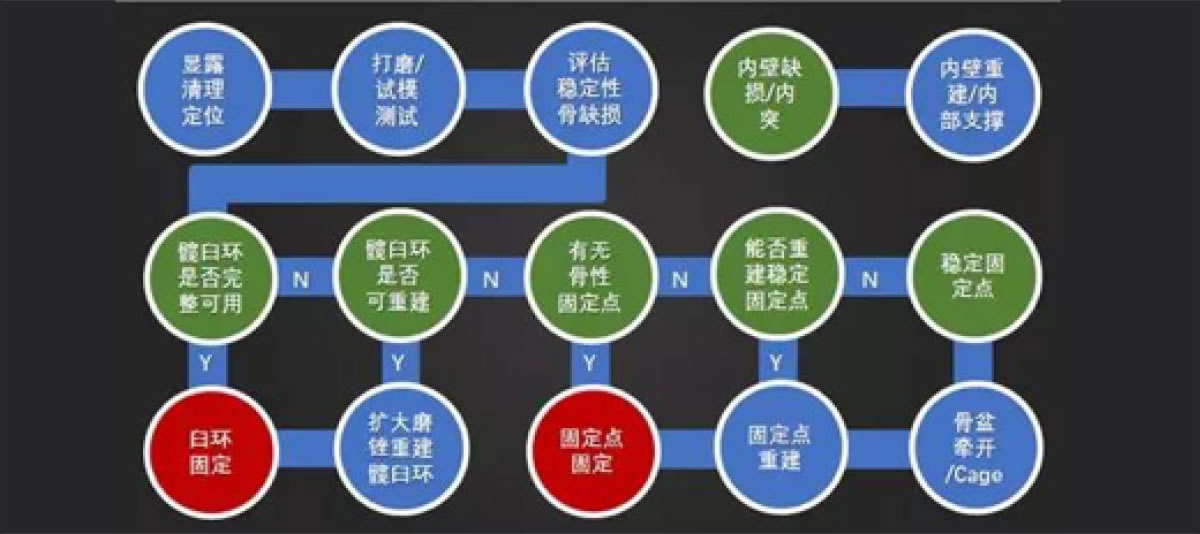 显露
清理
定位
打磨/
试模
测试
评估
稳定性
骨缺损
内壁缺
损/内
突
内壁重
建/内
部支撑
髋臼环
是否完
整可用
N
髋臼环
是否
可重建
N
有无
骨性
固定点
N
能否重
建稳定
固定点
N
稳定固
定点
Y
Y
Y
Y
臼环
固定
扩大磨
锉重建
髋臼环
固定点
固定
固定点
重建
骨盆
牵开
/Cage